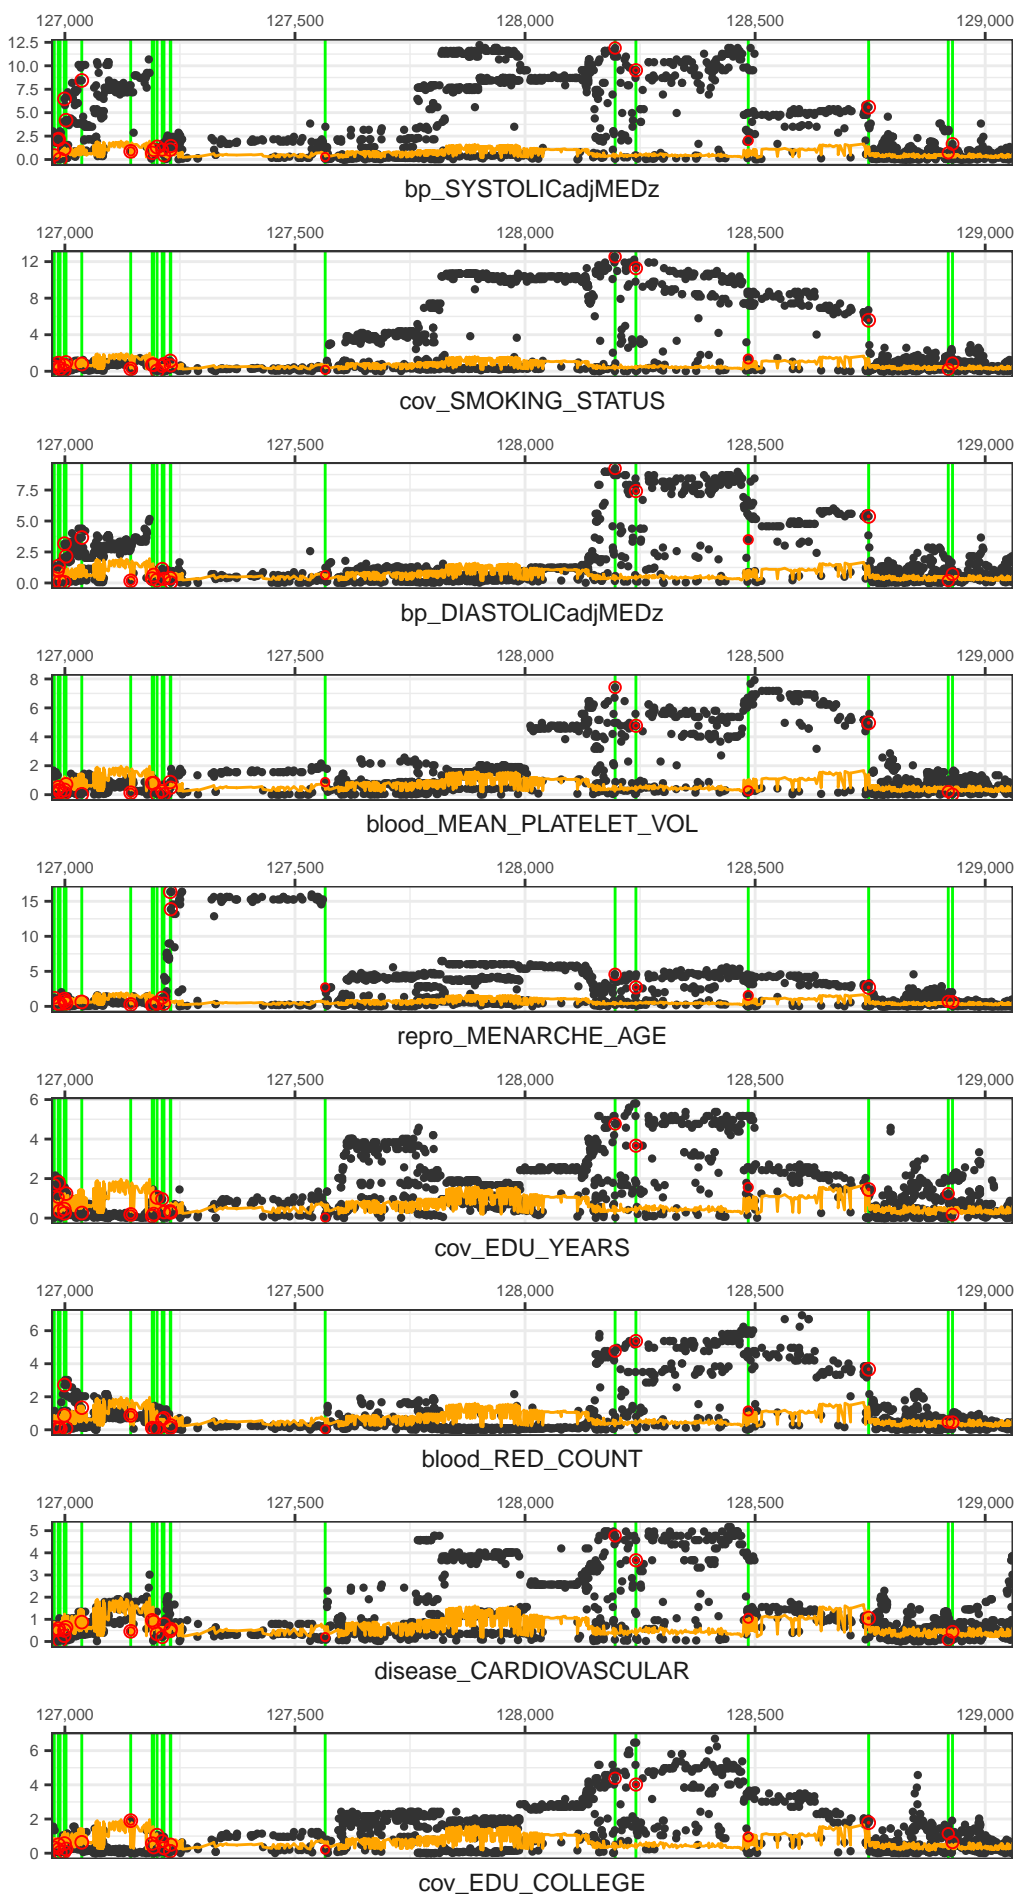 127,000 127,500 128,000 128,500 129,000
12.5
10.0
7.5
5.0
2.5
0.0
bp_SYSTOLICadjMEDz
127,000 127,500 128,000 128,500 129,000
12
8
4
0
cov_SMOKING_STATUS
127,000 127,500 128,000 128,500 129,000
7.5
5.0
2.5
0.0
bp_DIASTOLICadjMEDz
127,000 127,500 128,000 128,500 129,000
8
6
4
2
0
blood_MEAN_PLATELET_VOL
127,000 127,500 128,000 128,500 129,000
15
10
5
0
repro_MENARCHE_AGE
127,000 127,500 128,000 128,500 129,000
6
4
2
0
cov_EDU_YEARS
127,000 127,500 128,000 128,500 129,000
6
4
2
0
blood_RED_COUNT
127,000 127,500 128,000 128,500 129,000
5
4
3
2
1
0
disease_CARDIOVASCULAR
127,000 127,500 128,000 128,500 129,000
6
4
2
0
cov_EDU_COLLEGE